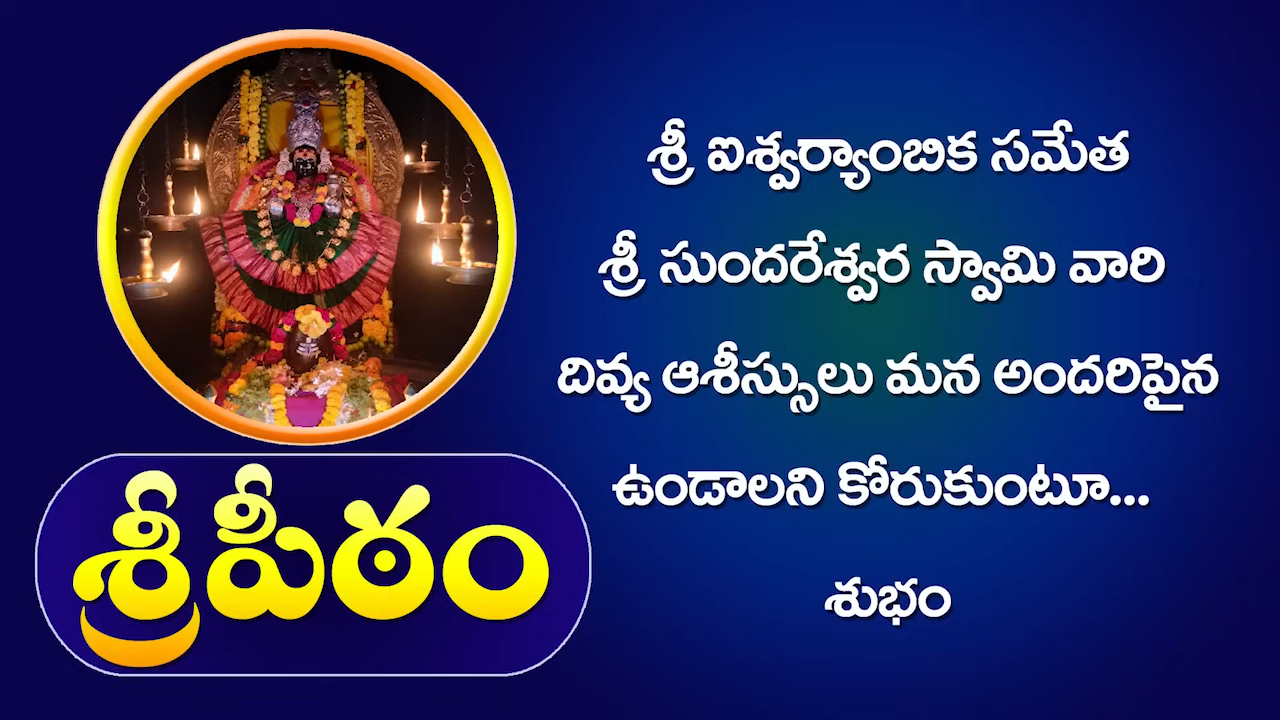 శ్రీ ఐశ్వర్యాంబిక సమేత
శ్రీ సుందరేశ్వర స్వామి వారి
దివ్య ఆశీస్సులు మన అందరిపైన
ఉండాలని కోరుకుంటూ...
శుభం
శ్రీపీఠం